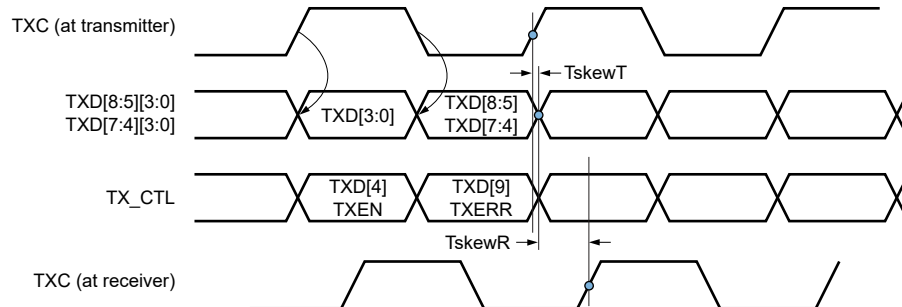 TXC (at transmitter)
TskewT
TXD[8:5][3:0]
TXD[7:4][3:0]
TXD[3:0]
TXD[8:5]
TXD[7:4]
TX_CTL
TXD[4]
TXEN
TXD[9]
TXERR
TskewR
TXC (at receiver)